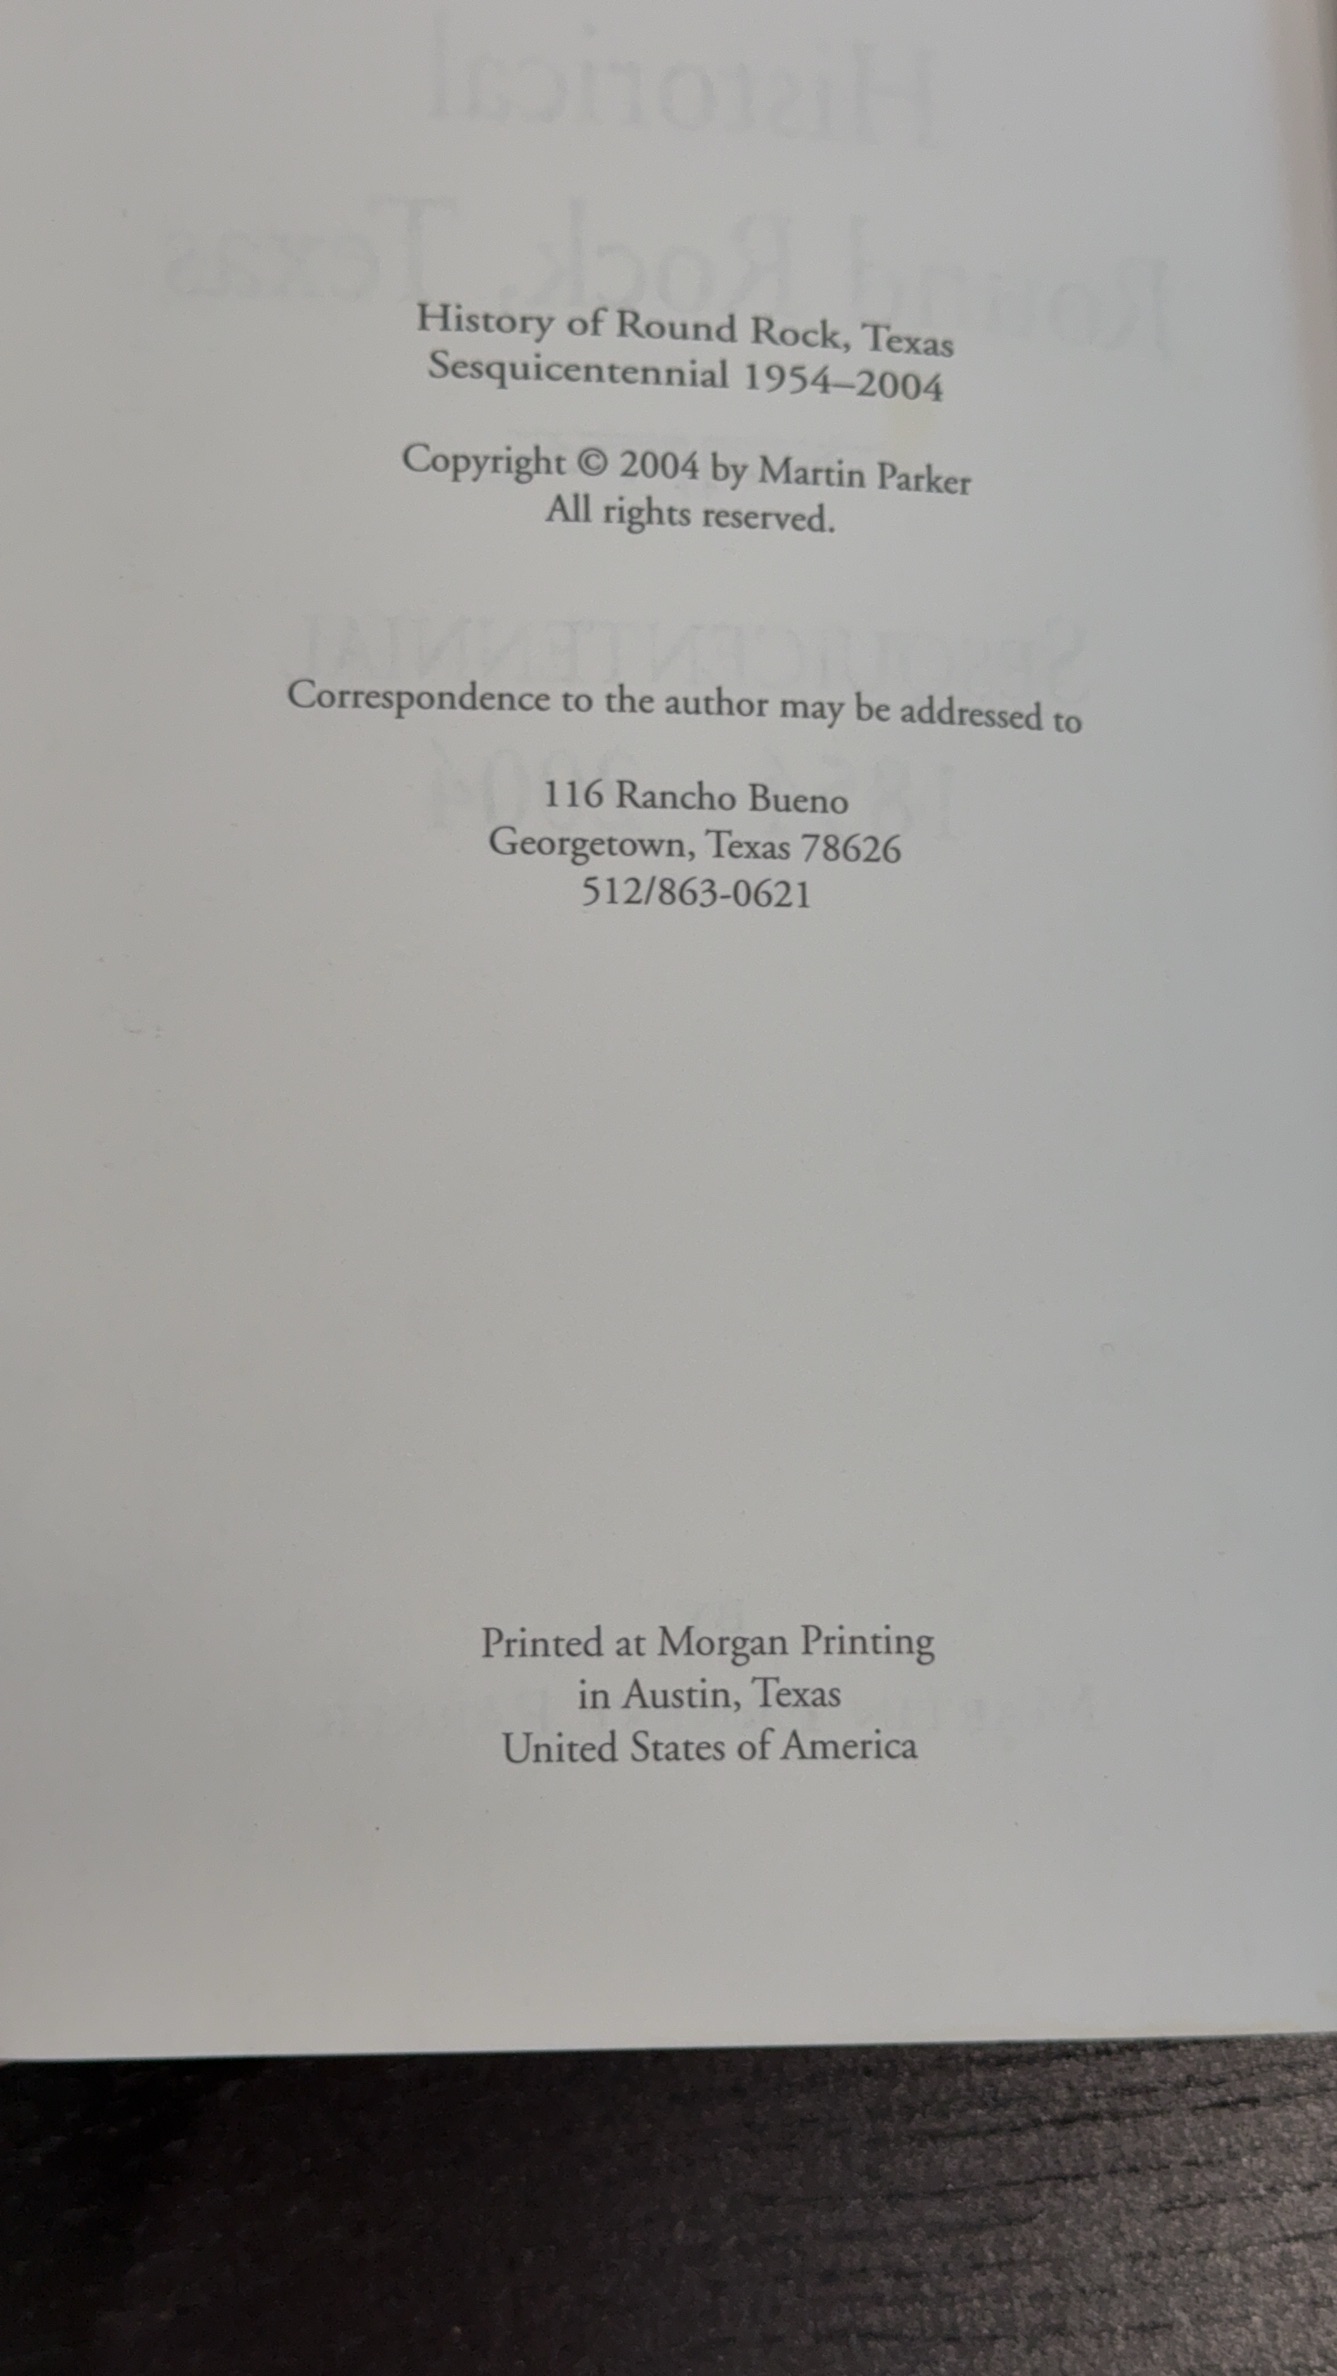 History of Round Rock, Texas
Sesquicentennial 1954–2004
Copyright © 2004 by Martin Parker
All rights reserved.
Correspondence to the author may be addressed to
116 Rancho Bueno
Georgetown, Texas 78626
512/863-0621
Printed at Morgan Printing
in Austin, Texas
United States of America